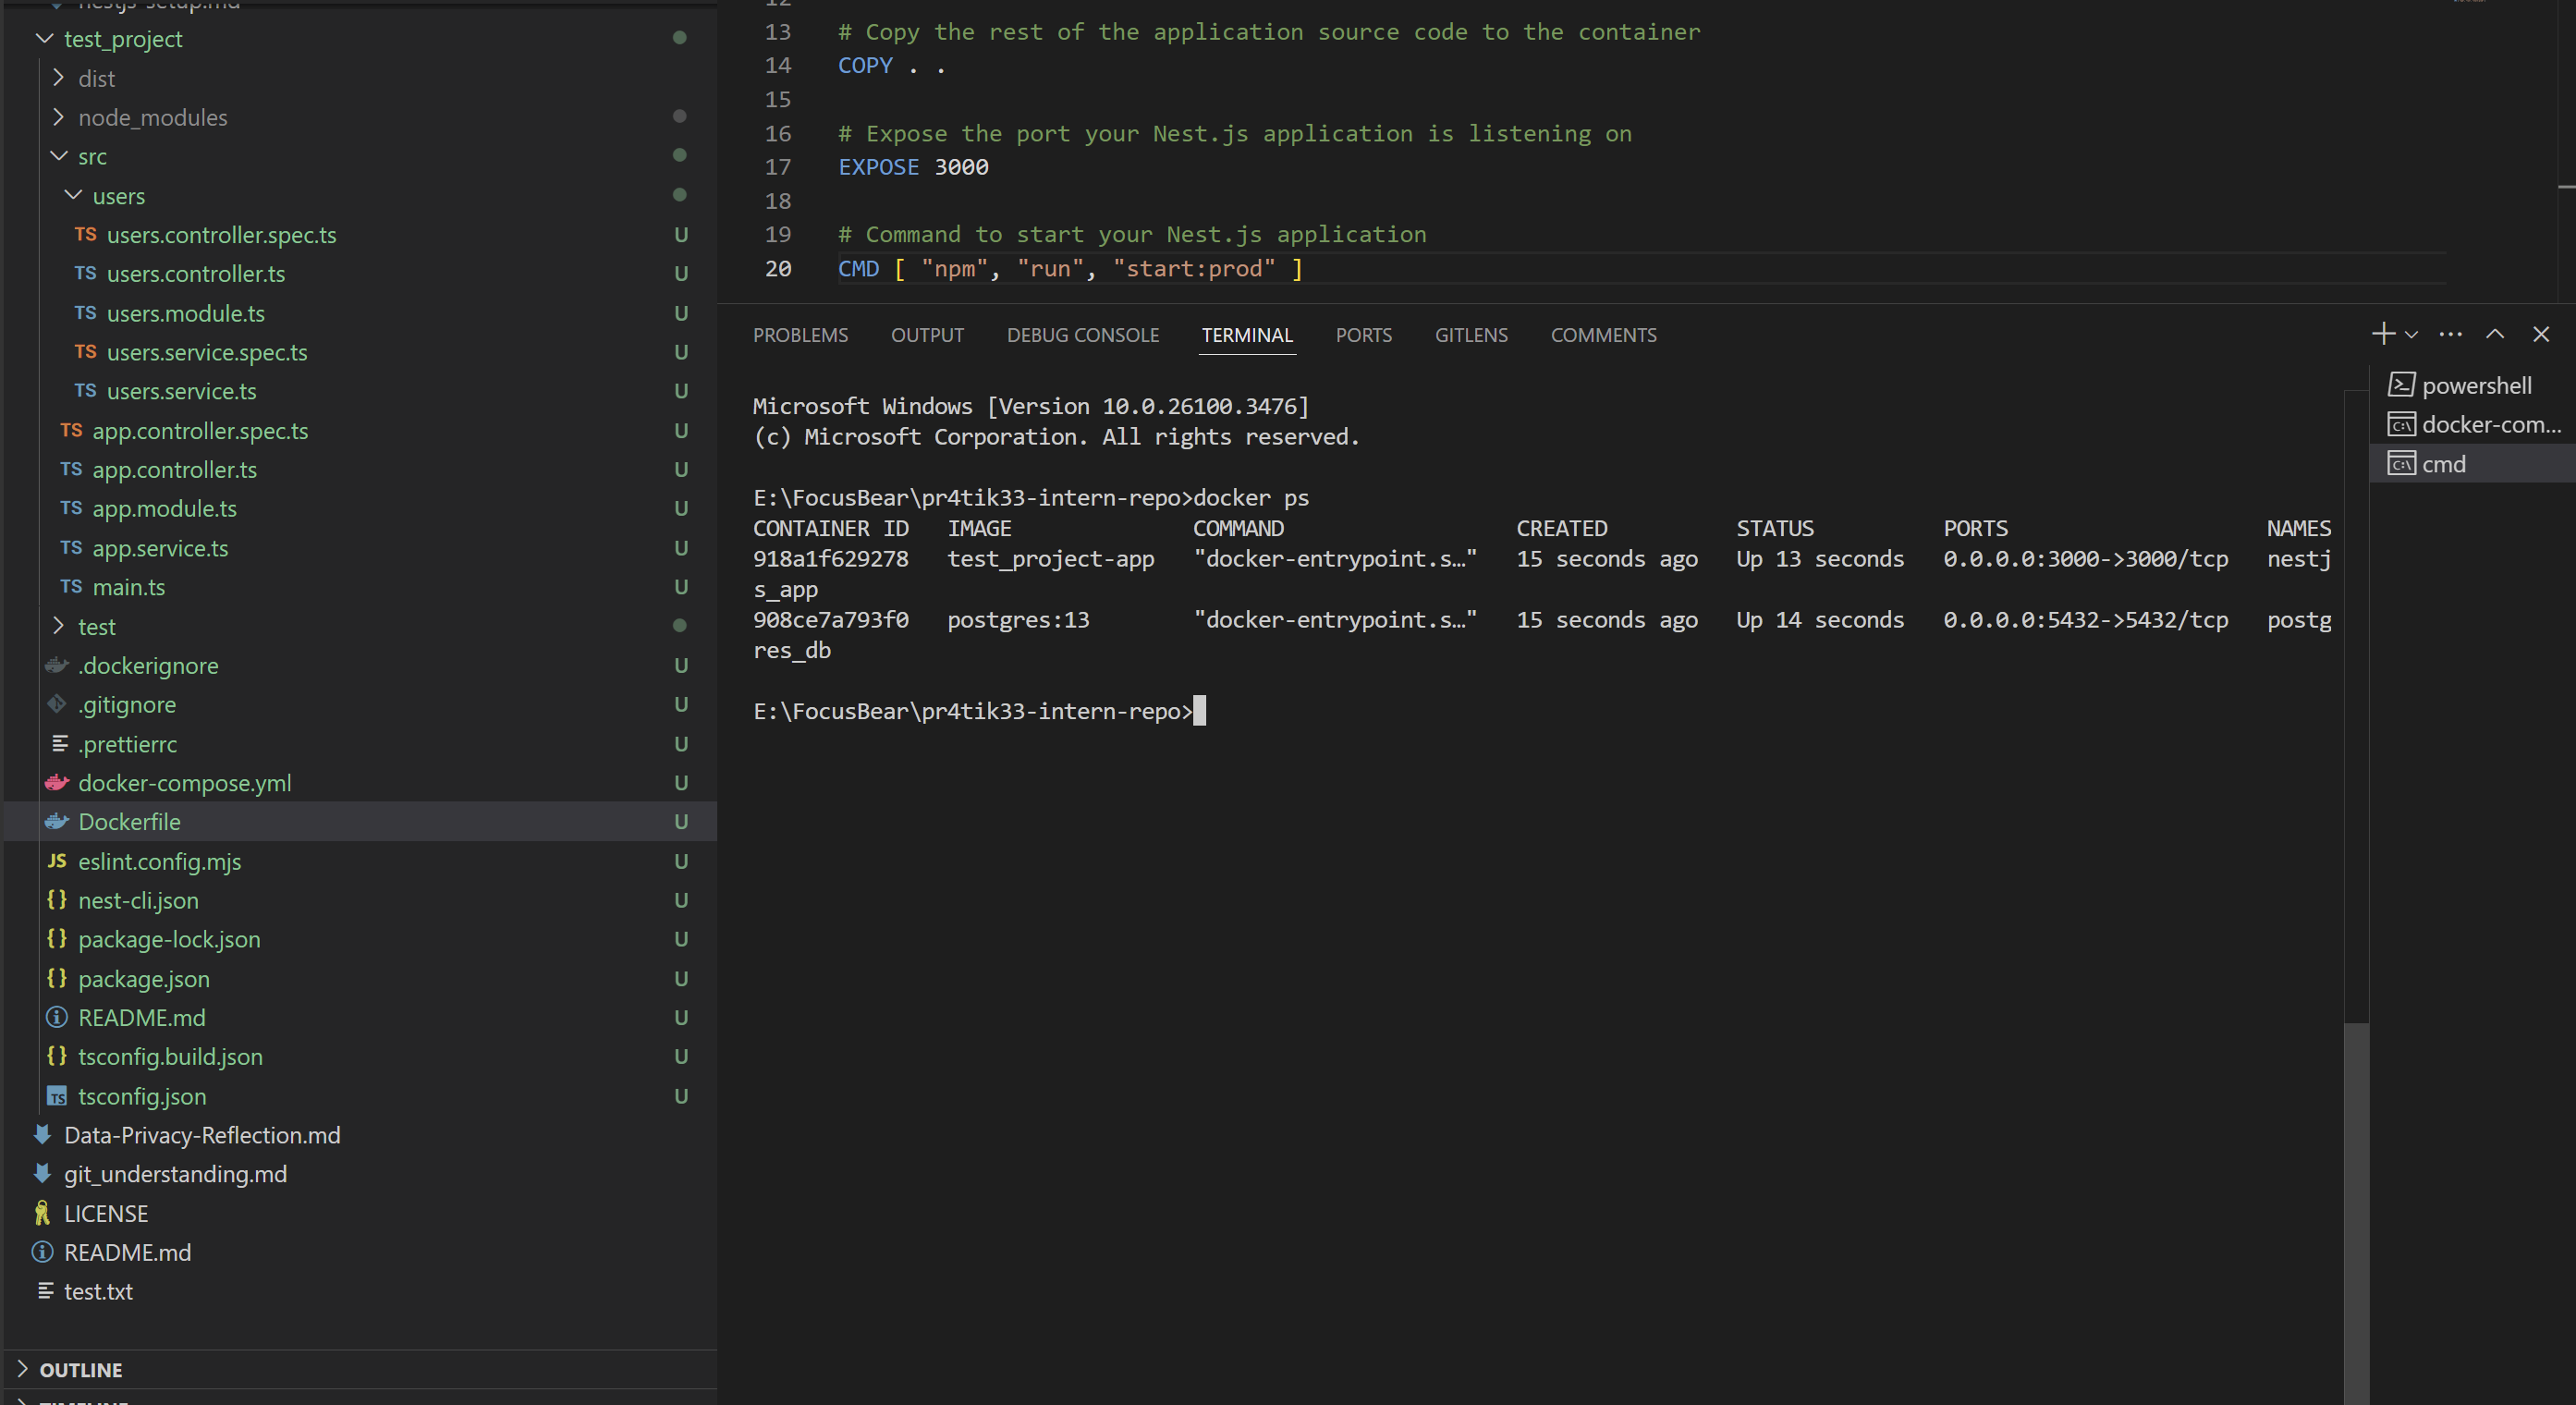 nestjs-setup.md
test_project
dist
node_modules
src
users
TS users.controller.spec.ts U
TS users.controller.ts U
TS users.module.ts U
TS users.service.spec.ts U
TS users.service.ts U
TS app.controller.spec.ts U
TS app.controller.ts U
TS app.module.ts U
TS app.service.ts U
TS main.ts U
test
.dockerignore U
.gitignore U
.prettierrc U
docker-compose.yml U
Dockerfile U
JS eslint.config.mjs U
{} nest-cli.json U
{} package-lock.json U
{} package.json U
README.md U
{} tsconfig.build.json U
TS tsconfig.json U
Data-Privacy-Reflection.md
git_understanding.md
LICENSE
README.md
test.txt
OUTLINE
TIMELINE
12
13 # Copy the rest of the application source code to the container
14 COPY . .
15
16 # Expose the port your Nest.js application is listening on
17 EXPOSE 3000
18
19 # Command to start your Nest.js application
20 CMD [ "npm", "run", "start:prod" ]
PROBLEMS OUTPUT DEBUG CONSOLE TERMINAL PORTS GITLENS COMMENTS
Microsoft Windows [Version 10.0.26100.3476]
(c) Microsoft Corporation. All rights reserved.
E:\FocusBear\pr4tik33-intern-repo>docker ps
CONTAINER ID IMAGE COMMAND CREATED STATUS PORTS NAMES
918a1f629278 test_project-app "docker-entrypoint.s…" 15 seconds ago Up 13 seconds 0.0.0.0:3000->3000/tcp nestj
s_app
908ce7a793f0 postgres:13 "docker-entrypoint.s…" 15 seconds ago Up 14 seconds 0.0.0.0:5432->5432/tcp postg
res_db
E:\FocusBear\pr4tik33-intern-repo>
powershell
docker-com...
cmd